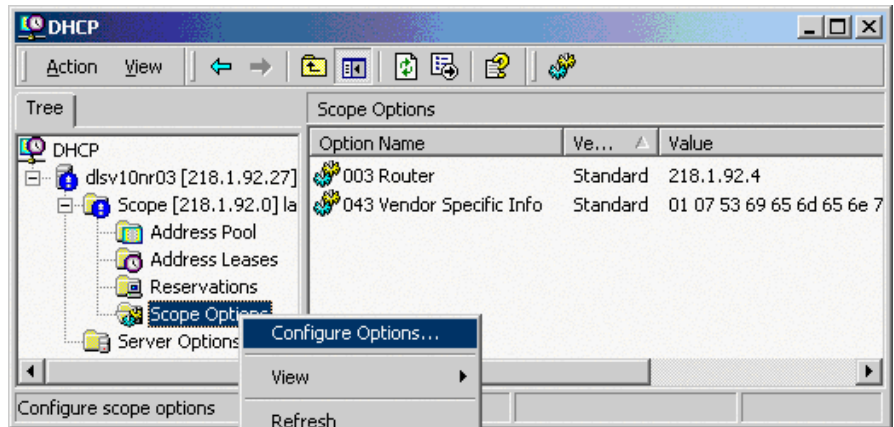 DHCP
Action View
Tree
Scope Options
DHCP
dlsv10nr03 [218.1.92.27]
Scope [218.1.92.0] la
Address Pool
Address Leases
Reservations
Scope Options
Server Options
Option Name Ve... Value
003 Router Standard 218.1.92.4
043 Vendor Specific Info Standard 01 07 53 69 65 6d 65 6e 7
Configure Options...
View
Refresh
Configure scope options